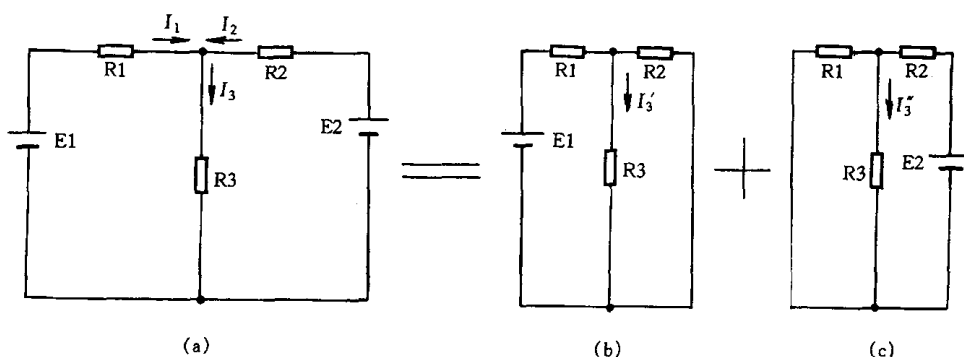 I₁ I₂
R1 R2
I₃
E1
E2
R3
(a)
R1 R2
I₃′
E1
R3
(b)
R1 R2
I₃″
R3 E2
(c)